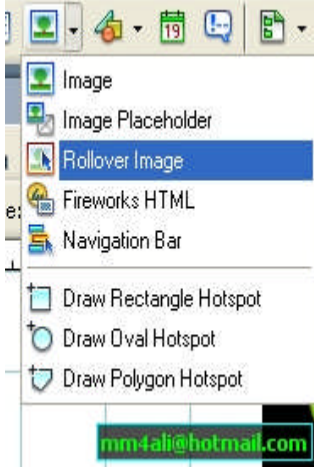 19
Image
Image Placeholder
Rollover Image
Fireworks HTML
Navigation Bar
Draw Rectangle Hotspot
Draw Oval Hotspot
Draw Polygon Hotspot
mm4ali@hotmail.com